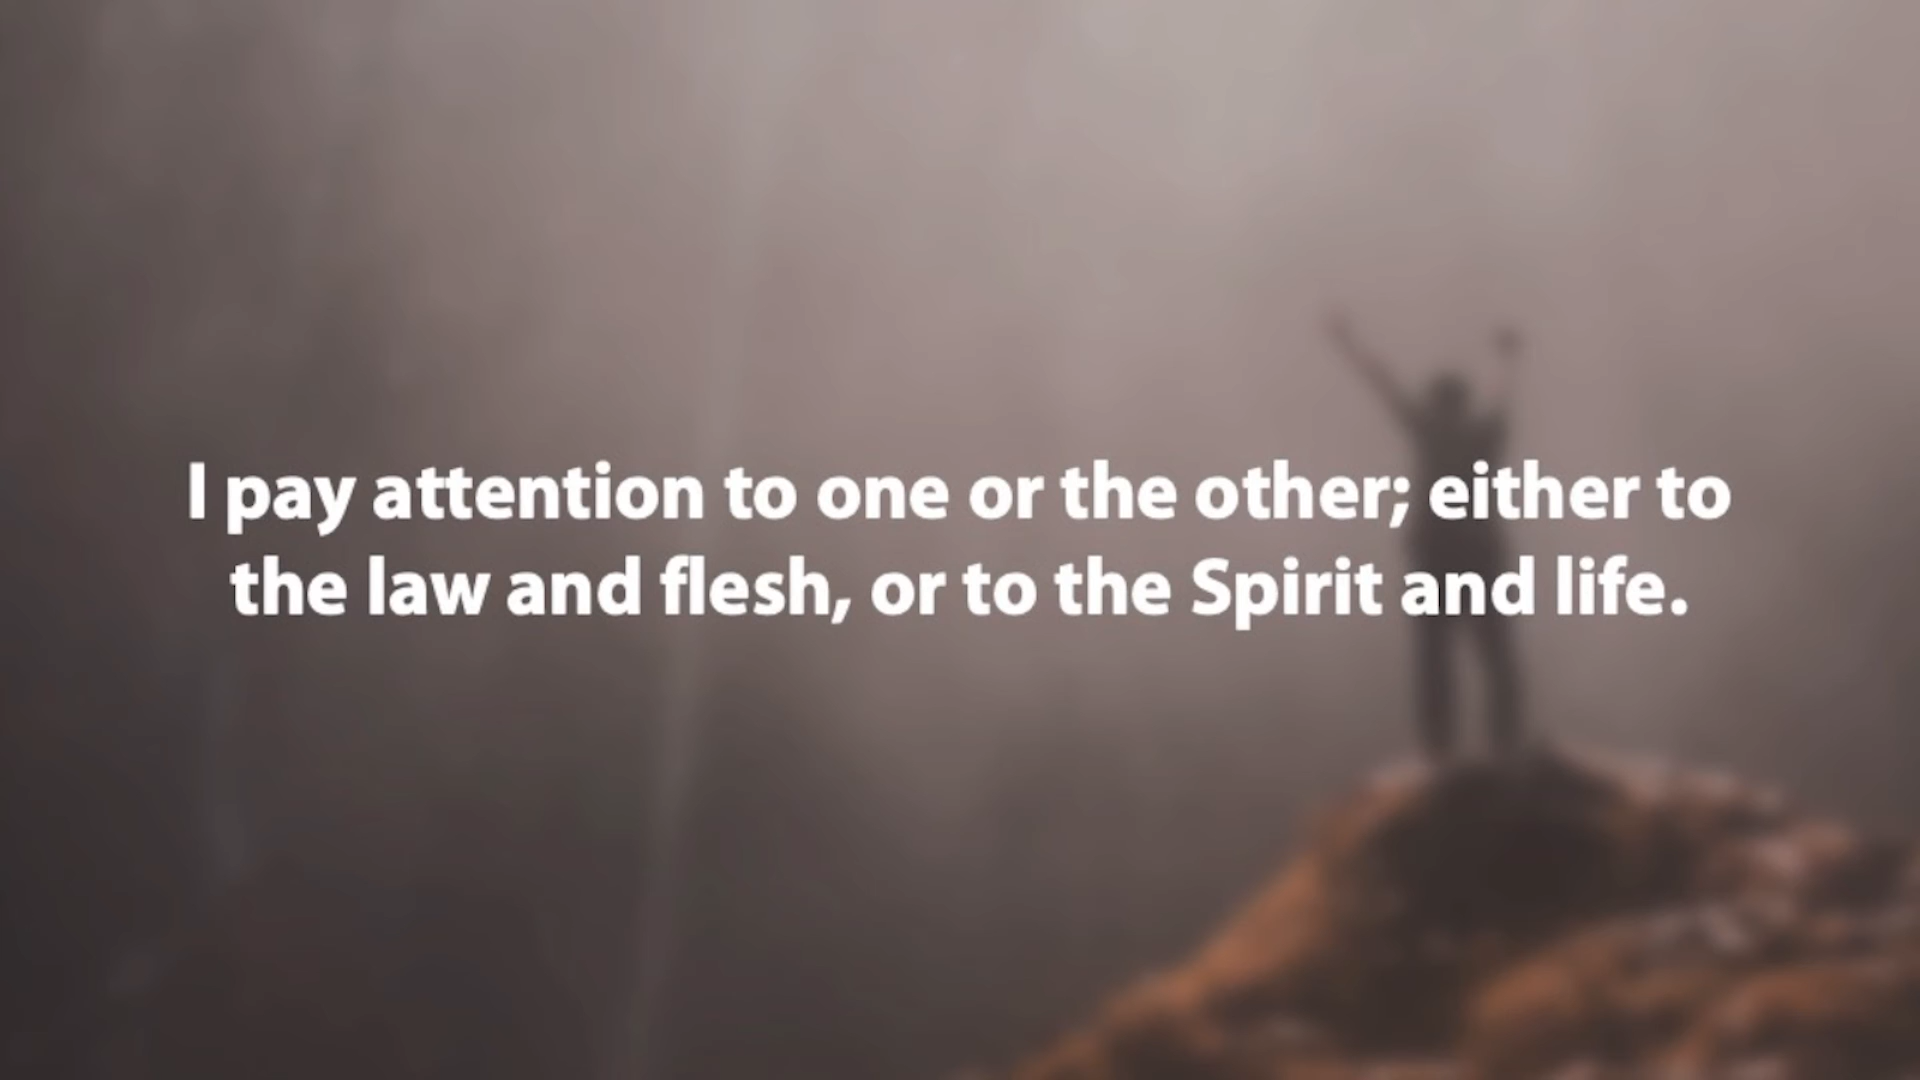 I pay attention to one or the other; either to
the law and flesh, or to the Spirit and life.